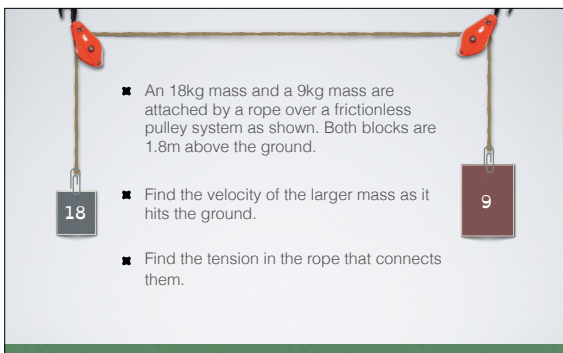 An 18kg mass and a 9kg mass are
attached by a rope over a frictionless
pulley system as shown. Both blocks are
1.8m above the ground.
18
Find the velocity of the larger mass as it
hits the ground.
9
Find the tension in the rope that connects
them.